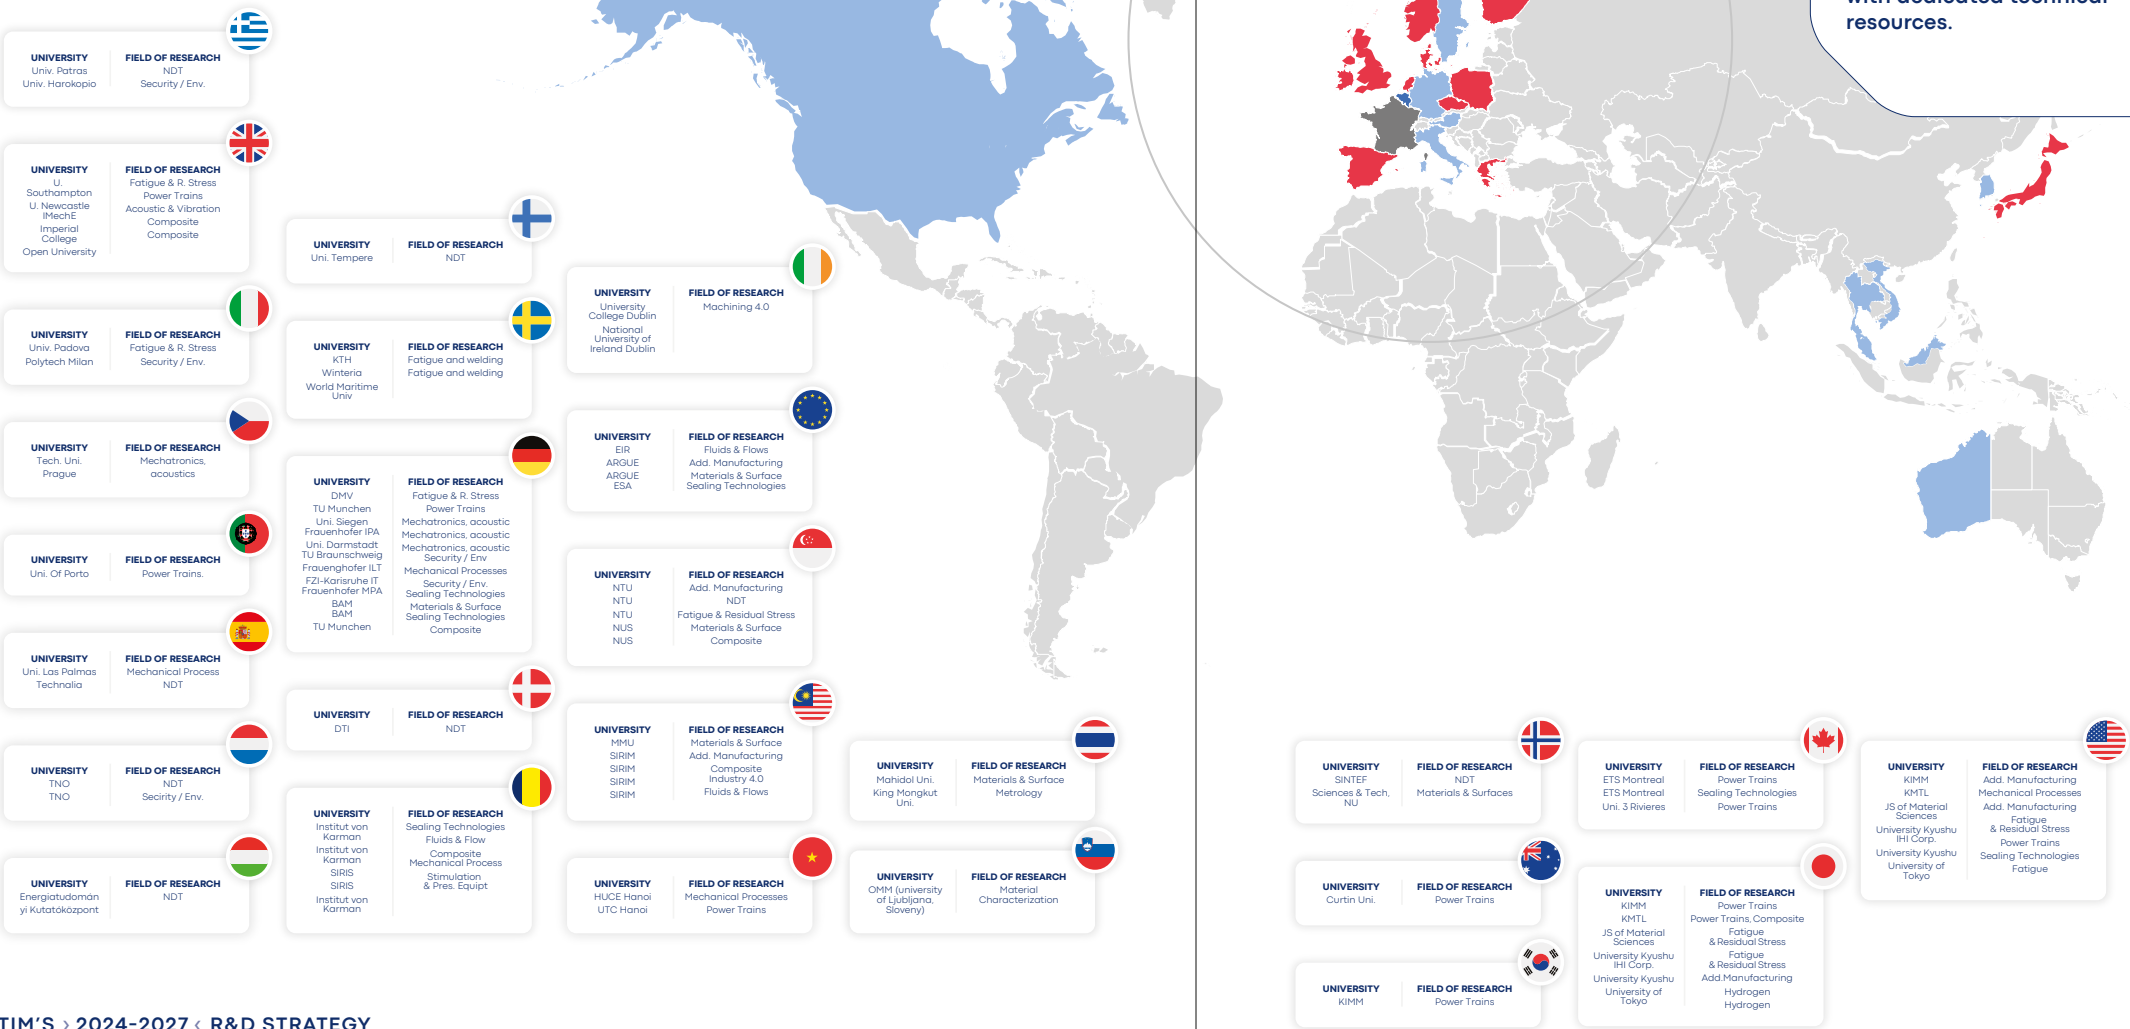 with dedicated technical
resources.
UNIVERSITY FIELD OF RESEARCH
Univ. Patras NDT
Univ. Harokopio Security / Env.
UNIVERSITY FIELD OF RESEARCH
U.
Southampton
U. Newcastle
IMechE
Imperial
College
Open University
Fatigue & R. Stress
Power Trains
Acoustic & Vibration
Composite
Composite
UNIVERSITY FIELD OF RESEARCH
Univ. Padova Fatigue & R. Stress
Polytech Milan Security / Env.
UNIVERSITY FIELD OF RESEARCH
Tech. Uni. Mechatronics,
Prague acoustics
UNIVERSITY FIELD OF RESEARCH
Uni. Of Porto Power Trains.
UNIVERSITY FIELD OF RESEARCH
Uni. Las Palmas Mechanical Process
Technalia NDT
UNIVERSITY FIELD OF RESEARCH
TNO NDT
TNO Secirity / Env.
UNIVERSITY FIELD OF RESEARCH
Energiatudomán NDT
yi Kutatóközpont
UNIVERSITY FIELD OF RESEARCH
Uni. Tempere NDT
UNIVERSITY FIELD OF RESEARCH
KTH Fatigue and welding
Winteria Fatigue and welding
World Maritime
Univ
UNIVERSITY FIELD OF RESEARCH
DMV
TU Munchen
Uni. Siegen
Frauenhofer IPA
Uni. Darmstadt
TU Braunschweig
Frauenghofer ILT
FZI-Karisruhe IT
Frauenhofer MPA
BAM
BAM
TU Munchen
Fatigue & R. Stress
Power Trains
Mechatronics, acoustic
Mechatronics, acoustic
Mechatronics, acoustic
Security / Env
Mechanical Processes
Security / Env.
Sealing Technologies
Materials & Surface
Sealing Technologies
Composite
UNIVERSITY FIELD OF RESEARCH
DTI NDT
UNIVERSITY FIELD OF RESEARCH
Institut von
Karman
Institut von
Karman
SIRIS
SIRIS
Institut von
Karman
Sealing Technologies
Fluids & Flow
Composite
Mechanical Process
Stimulation
& Pres. Equipt
UNIVERSITY FIELD OF RESEARCH
University Machining 4.0
College Dublin
National
University of
Ireland Dublin
UNIVERSITY FIELD OF RESEARCH
EIR Fluids & Flows
ARGUE Add. Manufacturing
ARGUE Materials & Surface
ESA Sealing Technologies
UNIVERSITY FIELD OF RESEARCH
NTU Add. Manufacturing
NTU NDT
NTU Fatigue & Residual Stress
NUS Materials & Surface
NUS Composite
UNIVERSITY FIELD OF RESEARCH
MMU Materials & Surface
SIRIM Add. Manufacturing
SIRIM Composite
SIRIM Industry 4.0
SIRIM Fluids & Flows
UNIVERSITY FIELD OF RESEARCH
HUCE Hanoi Mechanical Processes
UTC Hanoi Power Trains
UNIVERSITY FIELD OF RESEARCH
Mahidol Uni. Materials & Surface
King Mongkut Metrology
Uni.
UNIVERSITY FIELD OF RESEARCH
OMM (university Material
of Ljubljana, Characterization
Sloveny)
UNIVERSITY FIELD OF RESEARCH
SINTEF NDT
Sciences & Tech, Materials & Surfaces
NU
UNIVERSITY FIELD OF RESEARCH
Curtin Uni. Power Trains
UNIVERSITY FIELD OF RESEARCH
KIMM Power Trains
UNIVERSITY FIELD OF RESEARCH
ETS Montreal Power Trains
ETS Montreal Sealing Technologies
Uni. 3 Rivieres Power Trains
UNIVERSITY FIELD OF RESEARCH
KIMM
KMTL
JS of Material
Sciences
University Kyushu
IHI Corp.
University Kyushu
University of
Tokyo
Power Trains
Power Trains, Composite
Fatigue
& Residual Stress
Fatigue
& Residual Stress
Add.Manufacturing
Hydrogen
Hydrogen
UNIVERSITY FIELD OF RESEARCH
KIMM
KMTL
JS of Material
Sciences
University Kyushu
IHI Corp.
University Kyushu
University of
Tokyo
Add. Manufacturing
Mechanical Processes
Add. Manufacturing
Fatigue
& Residual Stress
Power Trains
Sealing Technologies
Fatigue
TIM'S › 2024-2027 ‹ R&D STRATEGY